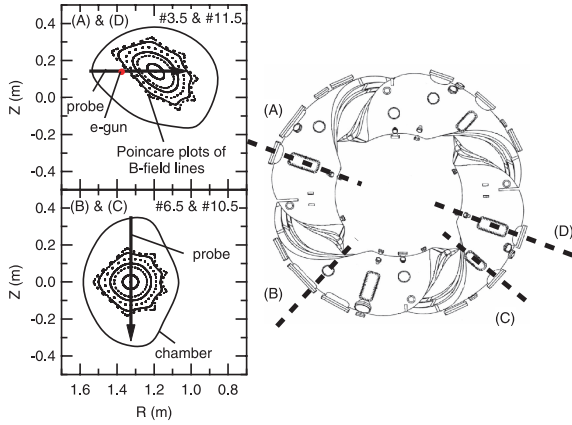 (A) & (D) #3.5 & #11.5
0.4
0.2
0.0
-0.2
-0.4
Z (m)
probe
e-gun
Poincare plots of
B-field lines
(B) & (C) #6.5 & #10.5
0.4
0.2
0.0
-0.2
-0.4
Z (m)
probe
chamber
1.6 1.4 1.2 1.0 0.8
R (m)
(A)
(D)
(B)
(C)